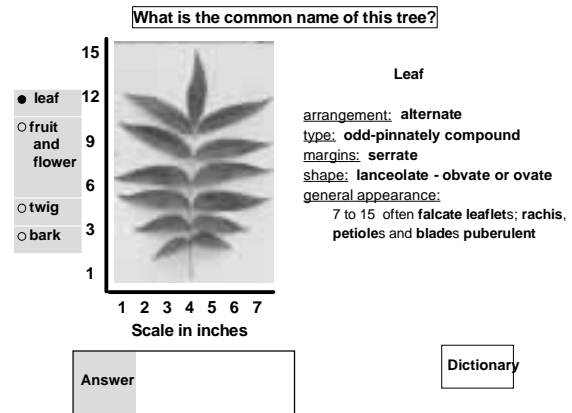 What is the common name of this tree?
15
12
9
6
3
1
leaf
fruit
and
flower
twig
bark
1 2 3 4 5 6 7
Scale in inches
Leaf
arrangement: alternate
type: odd-pinnately compound
margins: serrate
shape: lanceolate - obvate or ovate
general appearance:
7 to 15 often falcate leaflets; rachis,
petioles and blades puberulent
Answer
Dictionary